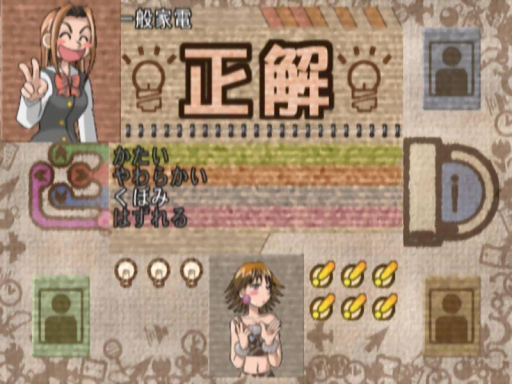 一般家電
正解
かたい
やわらかい
くぼみ
はずれる